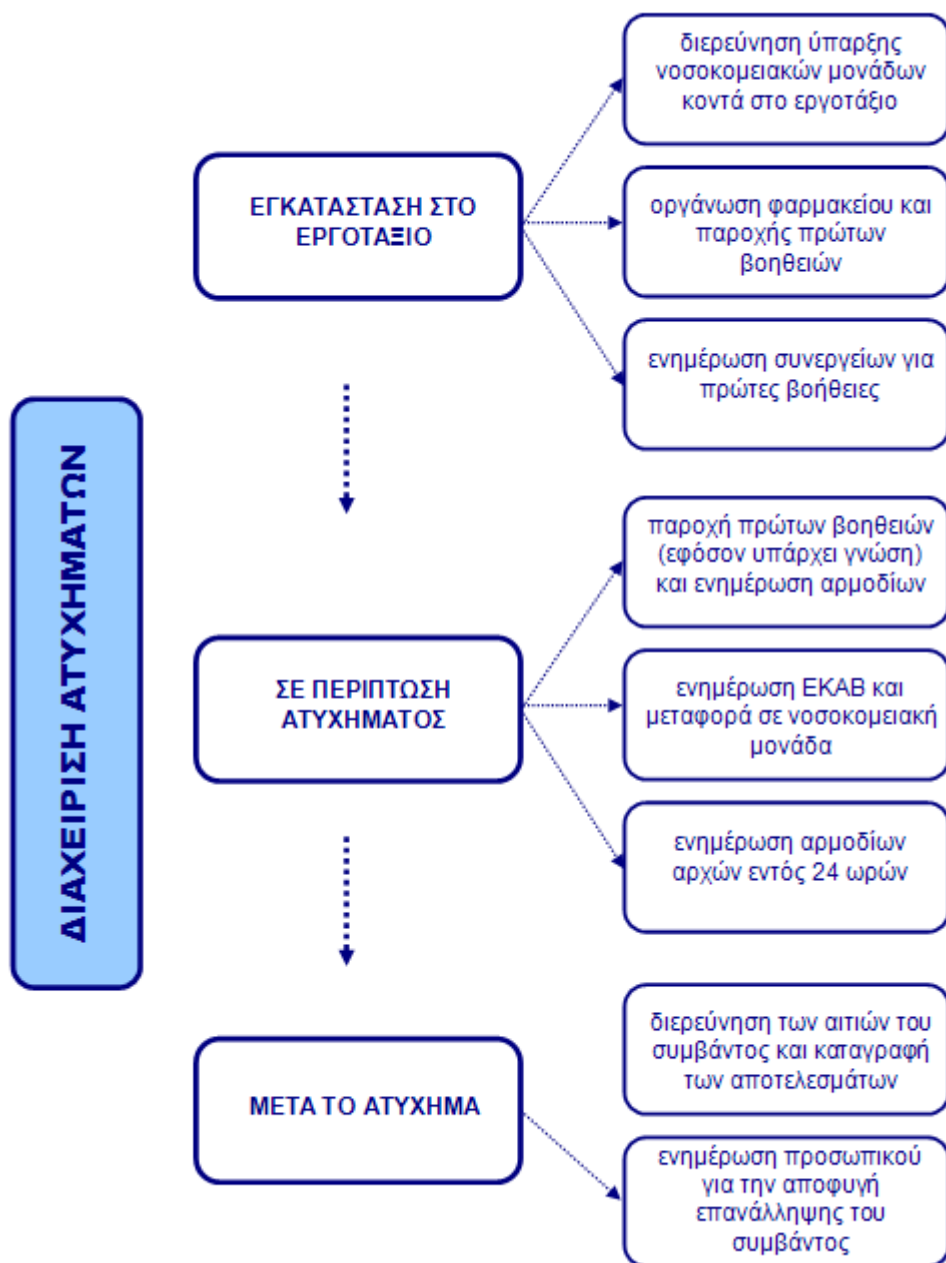 ΔΙΑΧΕΙΡΙΣΗ ΑΤΥΧΗΜΑΤΩΝ
ΕΓΚΑΤΑΣΤΑΣΗ ΣΤΟ
ΕΡΓΟΤΑΞΙΟ
διερεύνηση ύπαρξης
νοσοκομειακών μονάδων
κοντά στο εργοτάξιο
οργάνωση φαρμακείου και
παροχής πρώτων
βοηθειών
ενημέρωση συνεργείων για
πρώτες βοήθειες
ΣΕ ΠΕΡΙΠΤΩΣΗ
ΑΤΥΧΗΜΑΤΟΣ
παροχή πρώτων βοηθειών
(εφόσον υπάρχει γνώση)
και ενημέρωση αρμοδίων
ενημέρωση ΕΚΑΒ και
μεταφορά σε νοσοκομειακή
μονάδα
ενημέρωση αρμοδίων
αρχών εντός 24 ωρών
ΜΕΤΑ ΤΟ ΑΤΥΧΗΜΑ
διερεύνηση των αιτιών του
συμβάντος και καταγραφή
των αποτελεσμάτων
ενημέρωση προσωπικού
για την αποφυγή
επανάλληψης του
συμβάντος